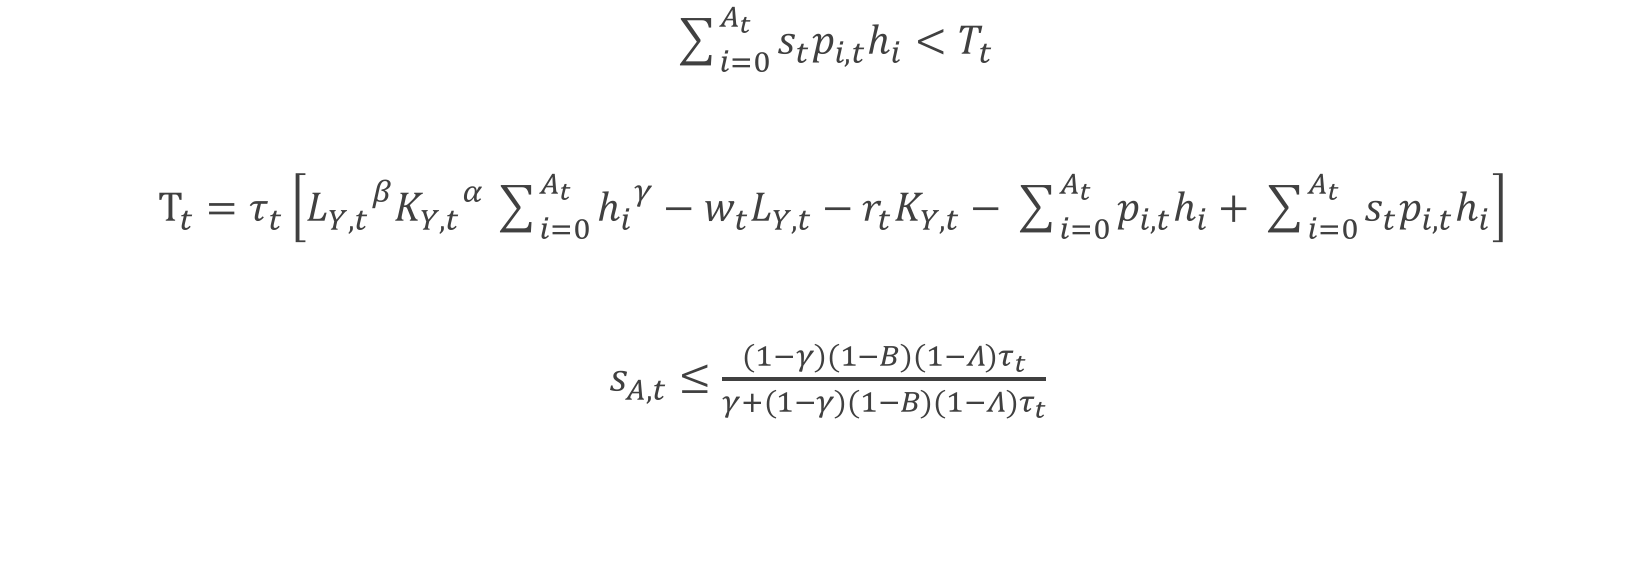 ∑_{i=0}^{A_t} s_t p_{i,t} h_i < T_t
T_t = τ_t [L_{Y,t}^β K_{Y,t}^α ∑_{i=0}^{A_t} h_i^γ − w_t L_{Y,t} − r_t K_{Y,t} − ∑_{i=0}^{A_t} p_{i,t} h_i + ∑_{i=0}^{A_t} s_t p_{i,t} h_i]
s_{A,t} ≤ \frac{(1−γ)(1−B)(1−Λ)τ_t}{γ+(1−γ)(1−B)(1−Λ)τ_t}